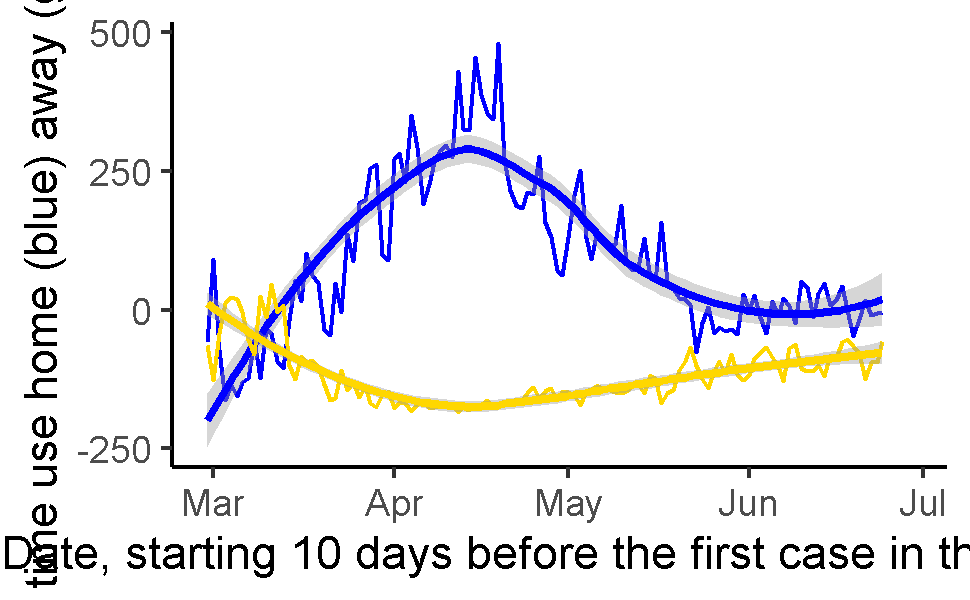 time use home (blue) away (
500
250
0
-250
Mar Apr May Jun Jul
Date, starting 10 days before the first case in th